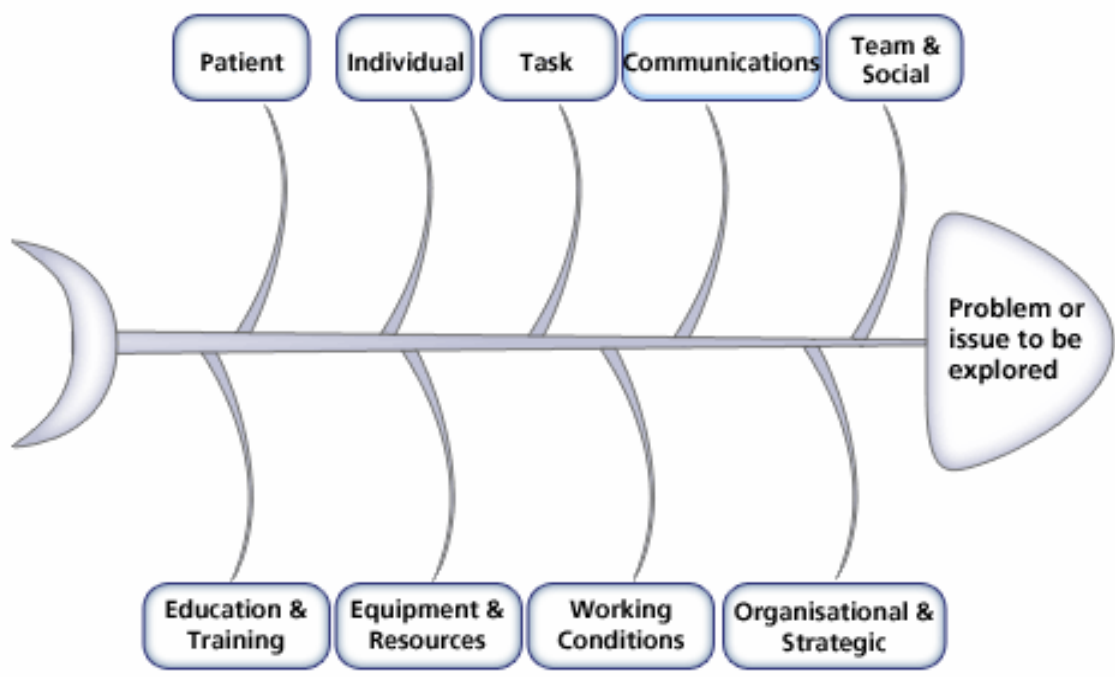 Patient
Individual
Task
Communications
Team &
Social
Problem or
issue to be
explored
Education &
Training
Equipment &
Resources
Working
Conditions
Organisational &
Strategic